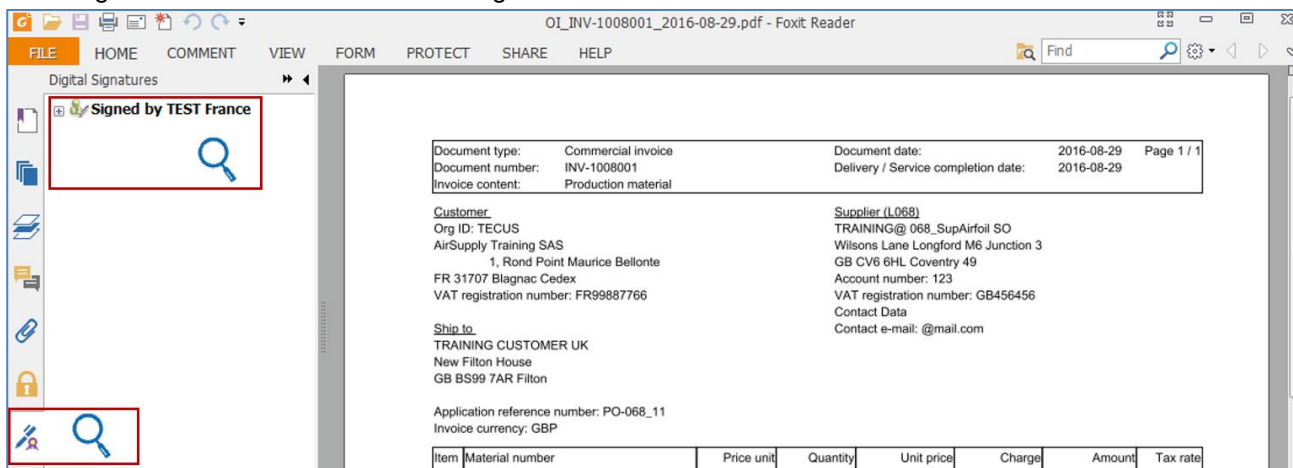 OI_INV-1008001_2016-08-29.pdf - Foxit Reader
FILE HOME COMMENT VIEW FORM PROTECT SHARE HELP Find
Digital Signatures
Signed by TEST France
Document type: Commercial invoice Document date: 2016-08-29 Page 1 / 1
Document number: INV-1008001 Delivery / Service completion date: 2016-08-29
Invoice content: Production material
Customer
Org ID: TECUS
AirSupply Training SAS
1, Rond Point Maurice Bellonte
FR 31707 Blagnac Cedex
VAT registration number: FR99887766
Ship to
TRAINING CUSTOMER UK
New Filton House
GB BS99 7AR Filton
Supplier (L068)
TRAINING@ 068_SupAirfoil SO
Wilsons Lane Longford M6 Junction 3
GB CV6 6HL Coventry 49
Account number: 123
VAT registration number: GB456456
Contact Data
Contact e-mail: @mail.com
Application reference number: PO-068_11
Invoice currency: GBP
Item Material number Price unit Quantity Unit price Charge Amount Tax rate